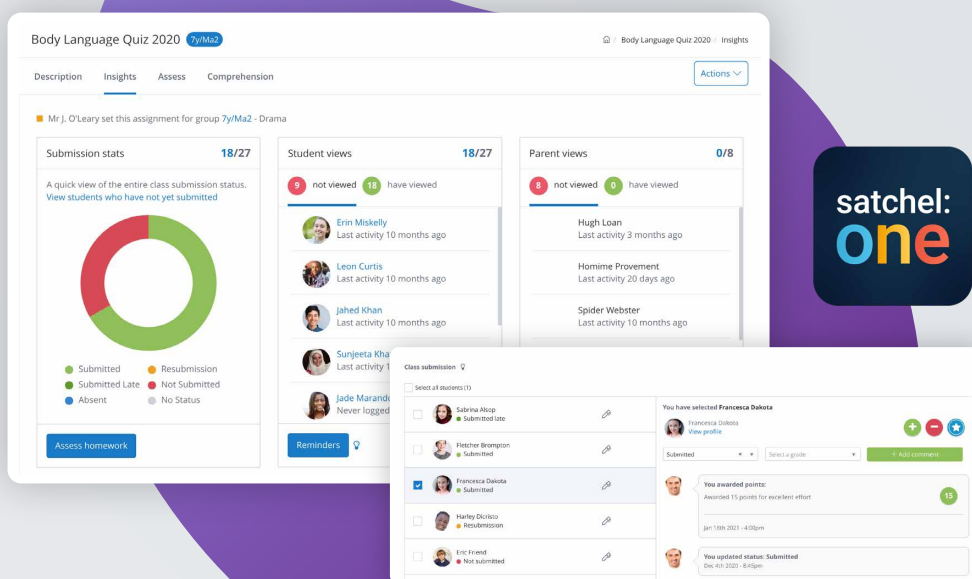 Body Language Quiz 2020 7y/Ma2
Body Language Quiz 2020 / Insights
Description Insights Assess Comprehension
Actions
Mr J. O'Leary set this assignment for group 7y/Ma2 - Drama
Submission stats 18/27
A quick view of the entire class submission status.
View students who have not yet submitted
Submitted Resubmission
Submitted Late Not Submitted
Absent No Status
Assess homework
Student views 18/27
9 not viewed 18 have viewed
Erin Miskelly
Last activity 10 months ago
Leon Curtis
Last activity 10 months ago
Jahed Khan
Last activity 10 months ago
Sunjeeta Kha
Last activity 1
Jade Marando
Never logged
Reminders
Parent views 0/8
8 not viewed 0 have viewed
Hugh Loan
Last activity 3 months ago
Homime Provement
Last activity 20 days ago
Spider Webster
Last activity 10 months ago
satchel:
one
Class submission
Select all students (1)
Sabrina Alsop
Submitted late
Fletcher Brompton
Submitted
Francesca Dakota
Submitted
Harley Dicristo
Resubmission
Eric Friend
Not submitted
You have selected Francesca Dakota
Francesca Dakota
View profile
Submitted Select a grade + Add comment
You awarded points:
Awarded 15 points for excellent effort
15
Jan 18th 2021 - 4:00pm
You updated status: Submitted
Dec 4th 2020 - 8:45pm